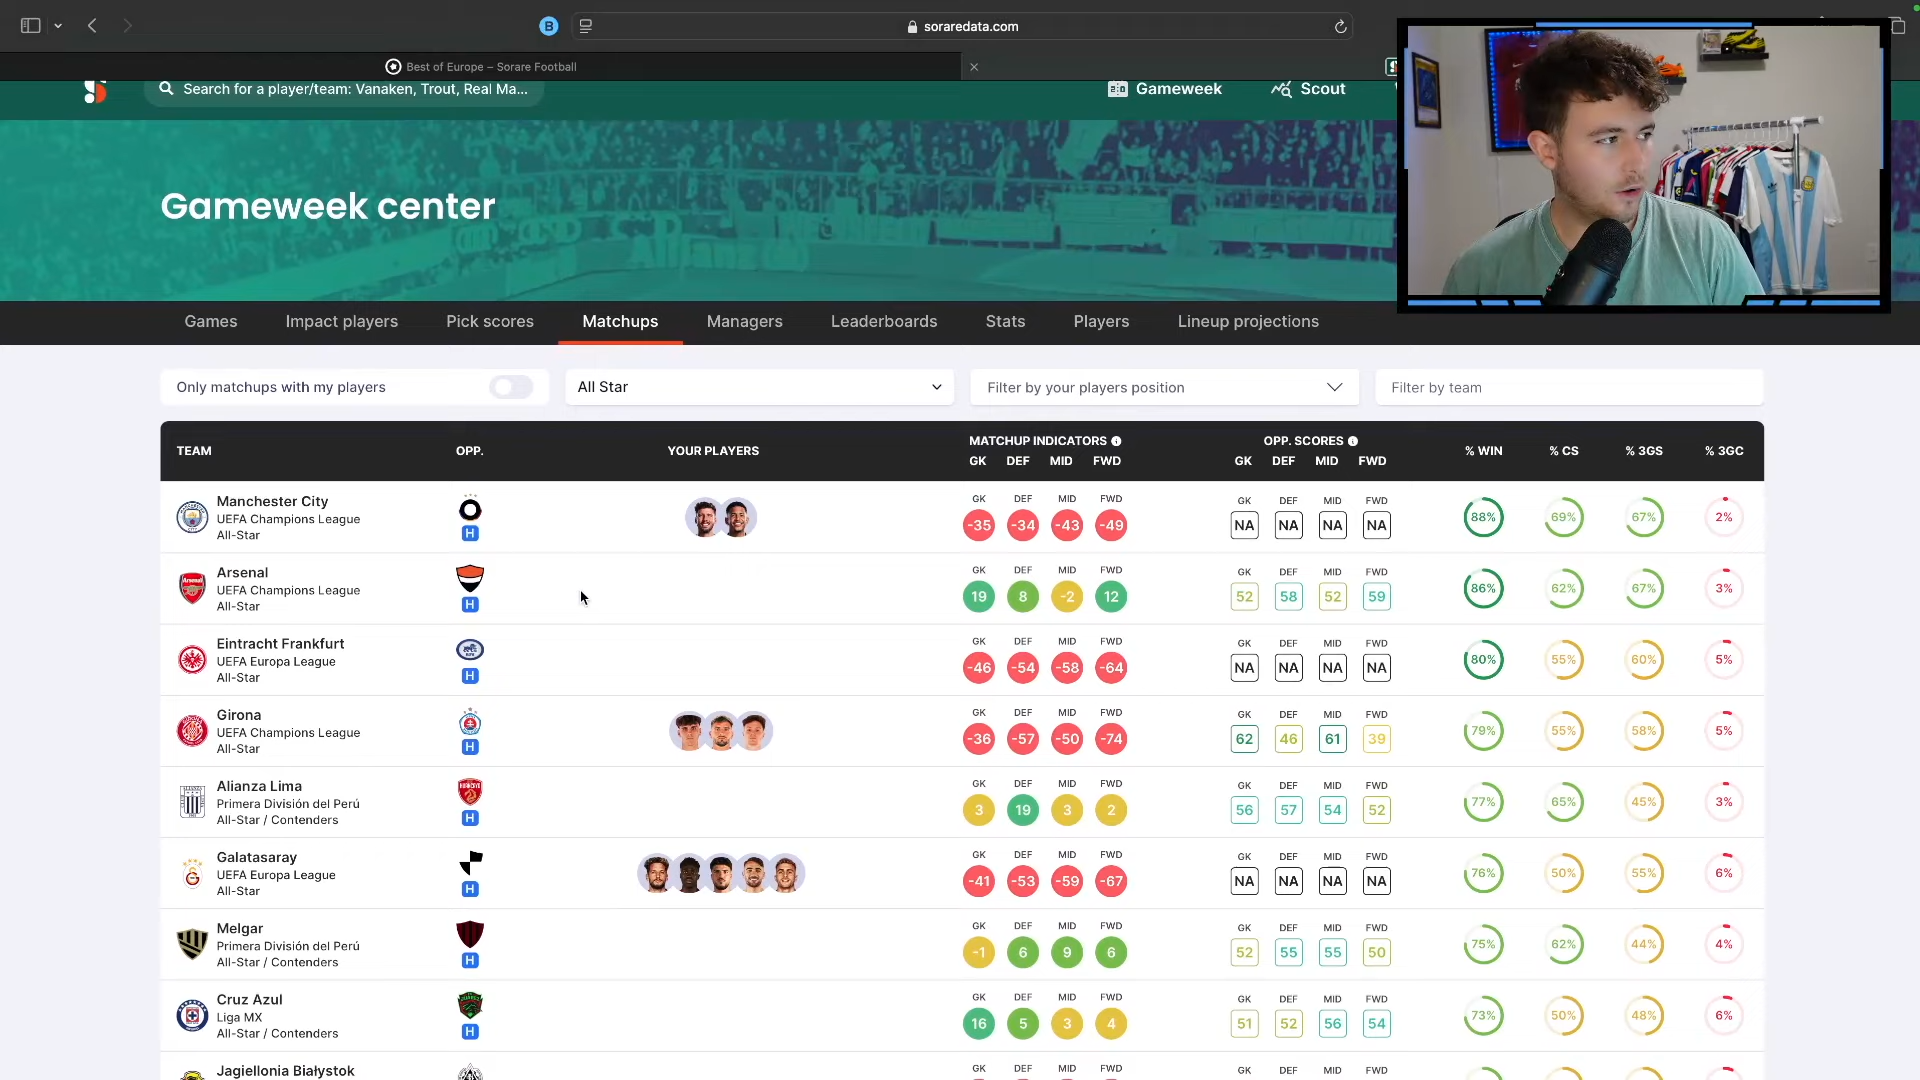 soraredata.com
Best of Europe – Sorare Football
Search for a player/team: Vanaken, Trout, Real Ma...
Gameweek
Scout
Gameweek center
Games Impact players Pick scores Matchups Managers Leaderboards Stats Players Lineup projections
Only matchups with my players
All Star
Filter by your players position
Filter by team
TEAM OPP. YOUR PLAYERS MATCHUP INDICATORS OPP. SCORES % WIN % CS % 3GS % 3GC
GK DEF MID FWD GK DEF MID FWD
Manchester City
UEFA Champions League
All-Star
H
GK DEF MID FWD
-35 -34 -43 -49
GK DEF MID FWD
NA NA NA NA
88% 69% 67% 2%
Arsenal
UEFA Champions League
All-Star
H
GK DEF MID FWD
19 8 -2 12
GK DEF MID FWD
52 58 52 59
86% 62% 67% 3%
Eintracht Frankfurt
UEFA Europa League
All-Star
H
GK DEF MID FWD
-46 -54 -58 -64
GK DEF MID FWD
NA NA NA NA
80% 55% 60% 5%
Girona
UEFA Champions League
All-Star
H
GK DEF MID FWD
-36 -57 -50 -74
GK DEF MID FWD
62 46 61 39
79% 55% 58% 5%
Alianza Lima
Primera División del Perú
All-Star / Contenders
H
GK DEF MID FWD
3 19 3 2
GK DEF MID FWD
56 57 54 52
77% 65% 45% 3%
Galatasaray
UEFA Europa League
All-Star
H
GK DEF MID FWD
-41 -53 -59 -67
GK DEF MID FWD
NA NA NA NA
76% 50% 55% 6%
Melgar
Primera División del Perú
All-Star / Contenders
H
GK DEF MID FWD
-1 6 9 6
GK DEF MID FWD
52 55 55 50
75% 62% 44% 4%
Cruz Azul
Liga MX
All-Star / Contenders
H
GK DEF MID FWD
16 5 3 4
GK DEF MID FWD
51 52 56 54
73% 50% 48% 6%
Jagiellonia Białystok
GK DEF MID FWD
GK DEF MID FWD